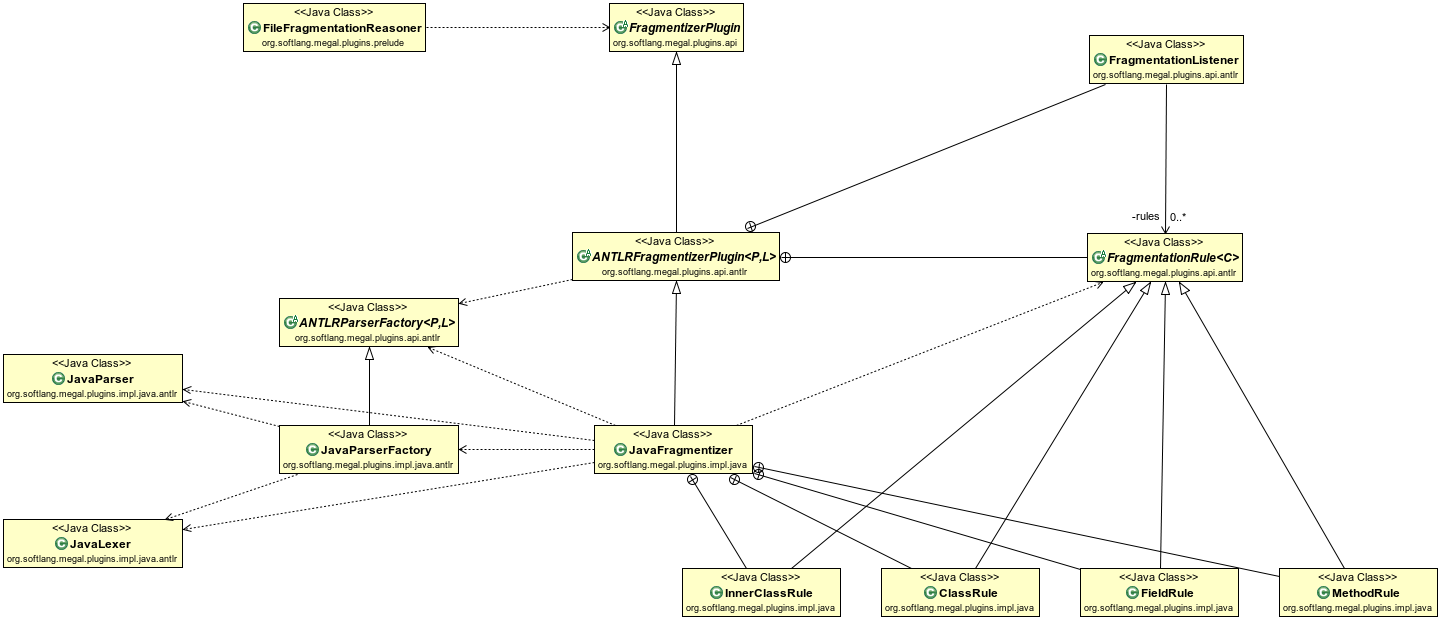 <<Java Class>>
FileFragmentationReasoner
org.softlang.megal.plugins.prelude
<<Java Class>>
FragmentizerPlugin
org.softlang.megal.plugins.api
<<Java Class>>
FragmentationListener
org.softlang.megal.plugins.api.antlr
-rules 0..*
<<Java Class>>
ANTLRFragmentizerPlugin<P,L>
org.softlang.megal.plugins.api.antlr
<<Java Class>>
FragmentationRule<C>
org.softlang.megal.plugins.api.antlr
<<Java Class>>
ANTLRParserFactory<P,L>
org.softlang.megal.plugins.api.antlr
<<Java Class>>
JavaParser
org.softlang.megal.plugins.impl.java.antlr
<<Java Class>>
JavaParserFactory
org.softlang.megal.plugins.impl.java.antlr
<<Java Class>>
JavaFragmentizer
org.softlang.megal.plugins.impl.java
<<Java Class>>
JavaLexer
org.softlang.megal.plugins.impl.java.antlr
<<Java Class>>
InnerClassRule
org.softlang.megal.plugins.impl.java
<<Java Class>>
ClassRule
org.softlang.megal.plugins.impl.java
<<Java Class>>
FieldRule
org.softlang.megal.plugins.impl.java
<<Java Class>>
MethodRule
org.softlang.megal.plugins.impl.java